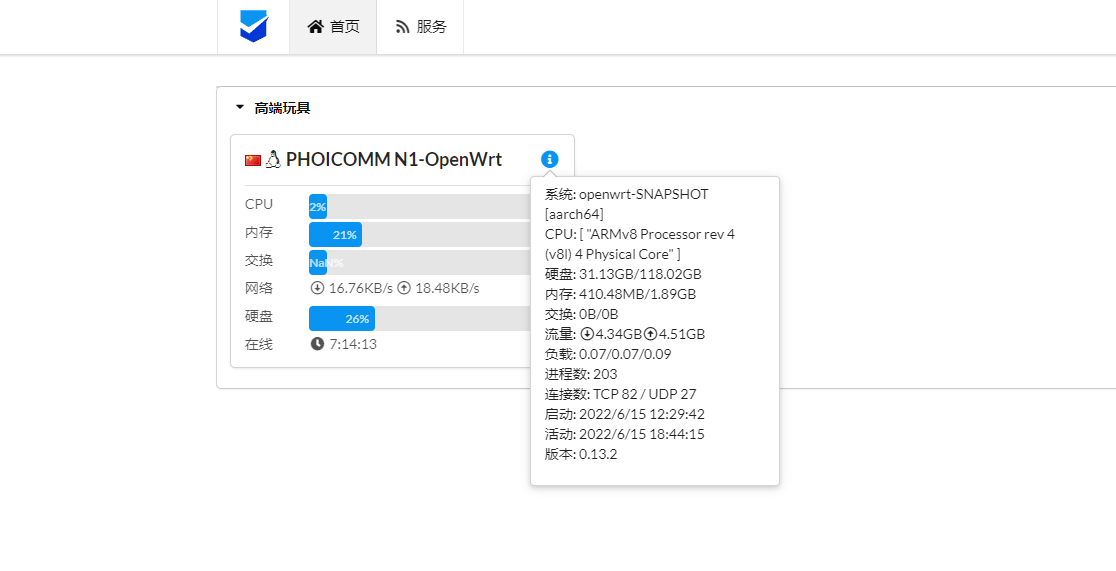 首页
服务
高端玩具
PHOICOMM N1-OpenWrt
CPU
2%
内存
21%
交换
NaN%
网络
16.76KB/s
18.48KB/s
硬盘
26%
在线
7:14:13
系统: openwrt-SNAPSHOT
[aarch64]
CPU: [ "ARMv8 Processor rev 4
(v8l) 4 Physical Core" ]
硬盘: 31.13GB/118.02GB
内存: 410.48MB/1.89GB
交换: 0B/0B
流量: 4.34GB 4.51GB
负载: 0.07/0.07/0.09
进程数: 203
连接数: TCP 82 / UDP 27
启动: 2022/6/15 12:29:42
活动: 2022/6/15 18:44:15
版本: 0.13.2